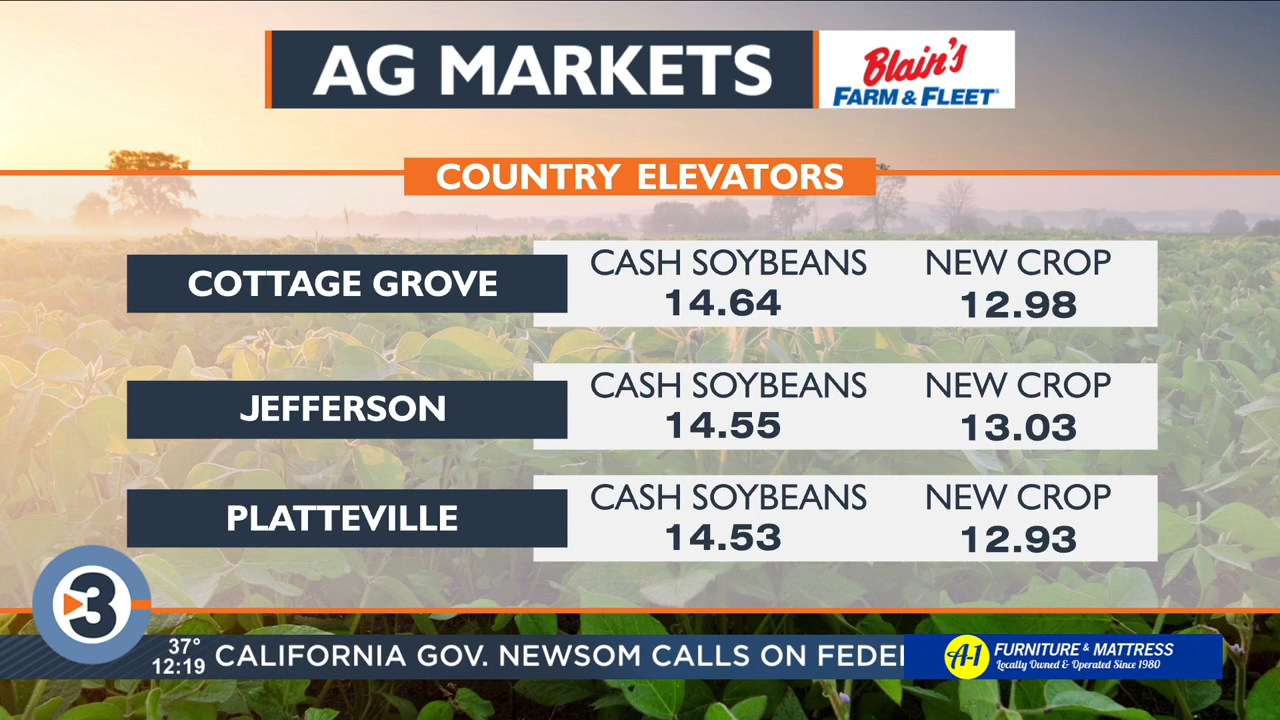 AG MARKETS
Blain's
FARM & FLEET
COUNTRY ELEVATORS
COTTAGE GROVE
CASH SOYBEANS
14.64
NEW CROP
12.98
JEFFERSON
CASH SOYBEANS
14.55
NEW CROP
13.03
PLATTEVILLE
CASH SOYBEANS
14.53
NEW CROP
12.93
3
37°
12:19
CALIFORNIA GOV. NEWSOM CALLS ON FEDE
A-1
FURNITURE & MATTRESS
Locally Owned & Operated Since 1980